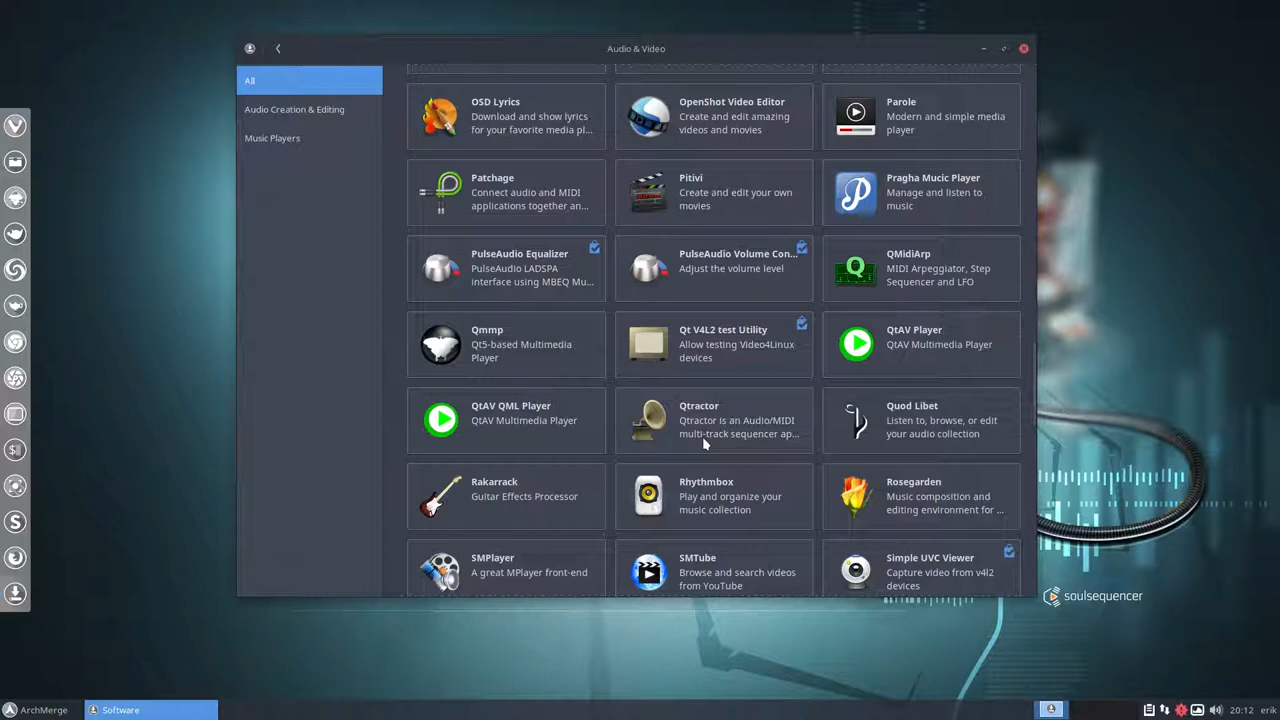 Audio & Video
All
Audio Creation & Editing
Music Players
OSD Lyrics
Download and show lyrics
for your favorite media pl...
OpenShot Video Editor
Create and edit amazing
videos and movies
Parole
Modern and simple media
player
Patchage
Connect audio and MIDI
applications together an...
Pitivi
Create and edit your own
movies
Pragha Music Player
Manage and listen to
music
PulseAudio Equalizer
PulseAudio LADSPA
interface using MBEQ Mu...
PulseAudio Volume Con...
Adjust the volume level
QMidiArp
MIDI Arpeggiator, Step
Sequencer and LFO
Qmmp
Qt5-based Multimedia
Player
Qt V4L2 test Utility
Allow testing Video4Linux
devices
QtAV Player
QtAV Multimedia Player
QtAV QML Player
QtAV Multimedia Player
Qtractor
Qtractor is an Audio/MIDI
multi-track sequencer ap...
Quod Libet
Listen to, browse, or edit
your audio collection
Rakarrack
Guitar Effects Processor
Rhythmbox
Play and organize your
music collection
Rosegarden
Music composition and
editing environment for ...
SMPlayer
A great MPlayer front-end
SMTube
Browse and search videos
from YouTube
Simple UVC Viewer
Capture video from v4l2
devices
soulsequencer
ArchMerge
Software
20:12
erik